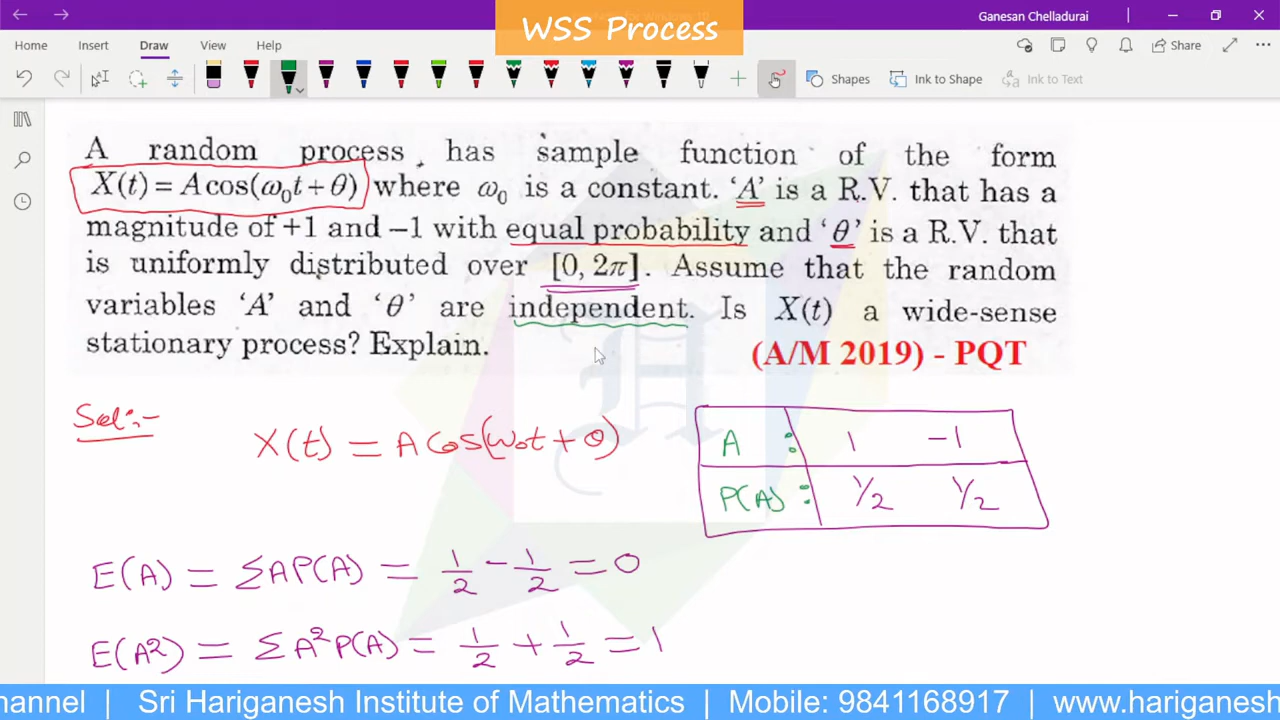 WSS Process
Ganesan Chelladurai
Home Insert Draw View Help
Share
Shapes Ink to Shape Ink to Text
A random process has sample function of the form
X(t) = A cos(ω₀t + θ) where ω₀ is a constant. 'A' is a R.V. that has a
magnitude of +1 and –1 with equal probability and 'θ' is a R.V. that
is uniformly distributed over [0, 2π]. Assume that the random
variables 'A' and 'θ' are independent. Is X(t) a wide-sense
stationary process? Explain.
(A/M 2019) - PQT
Sol:-
X(t) = A Cos(ω₀t + θ)
A : 1 -1
P(A) : 1/2 1/2
E(A) = ΣAP(A) = 1/2 - 1/2 = 0
E(A²) = ΣA²P(A) = 1/2 + 1/2 = 1
hannel | Sri Hariganesh Institute of Mathematics | Mobile: 9841168917 | www.hariganesh